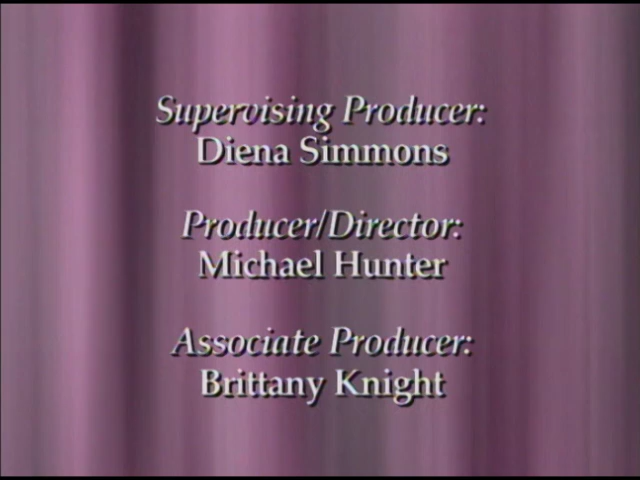 Supervising Producer:
Diena Simmons
Producer/Director:
Michael Hunter
Associate Producer:
Brittany Knight